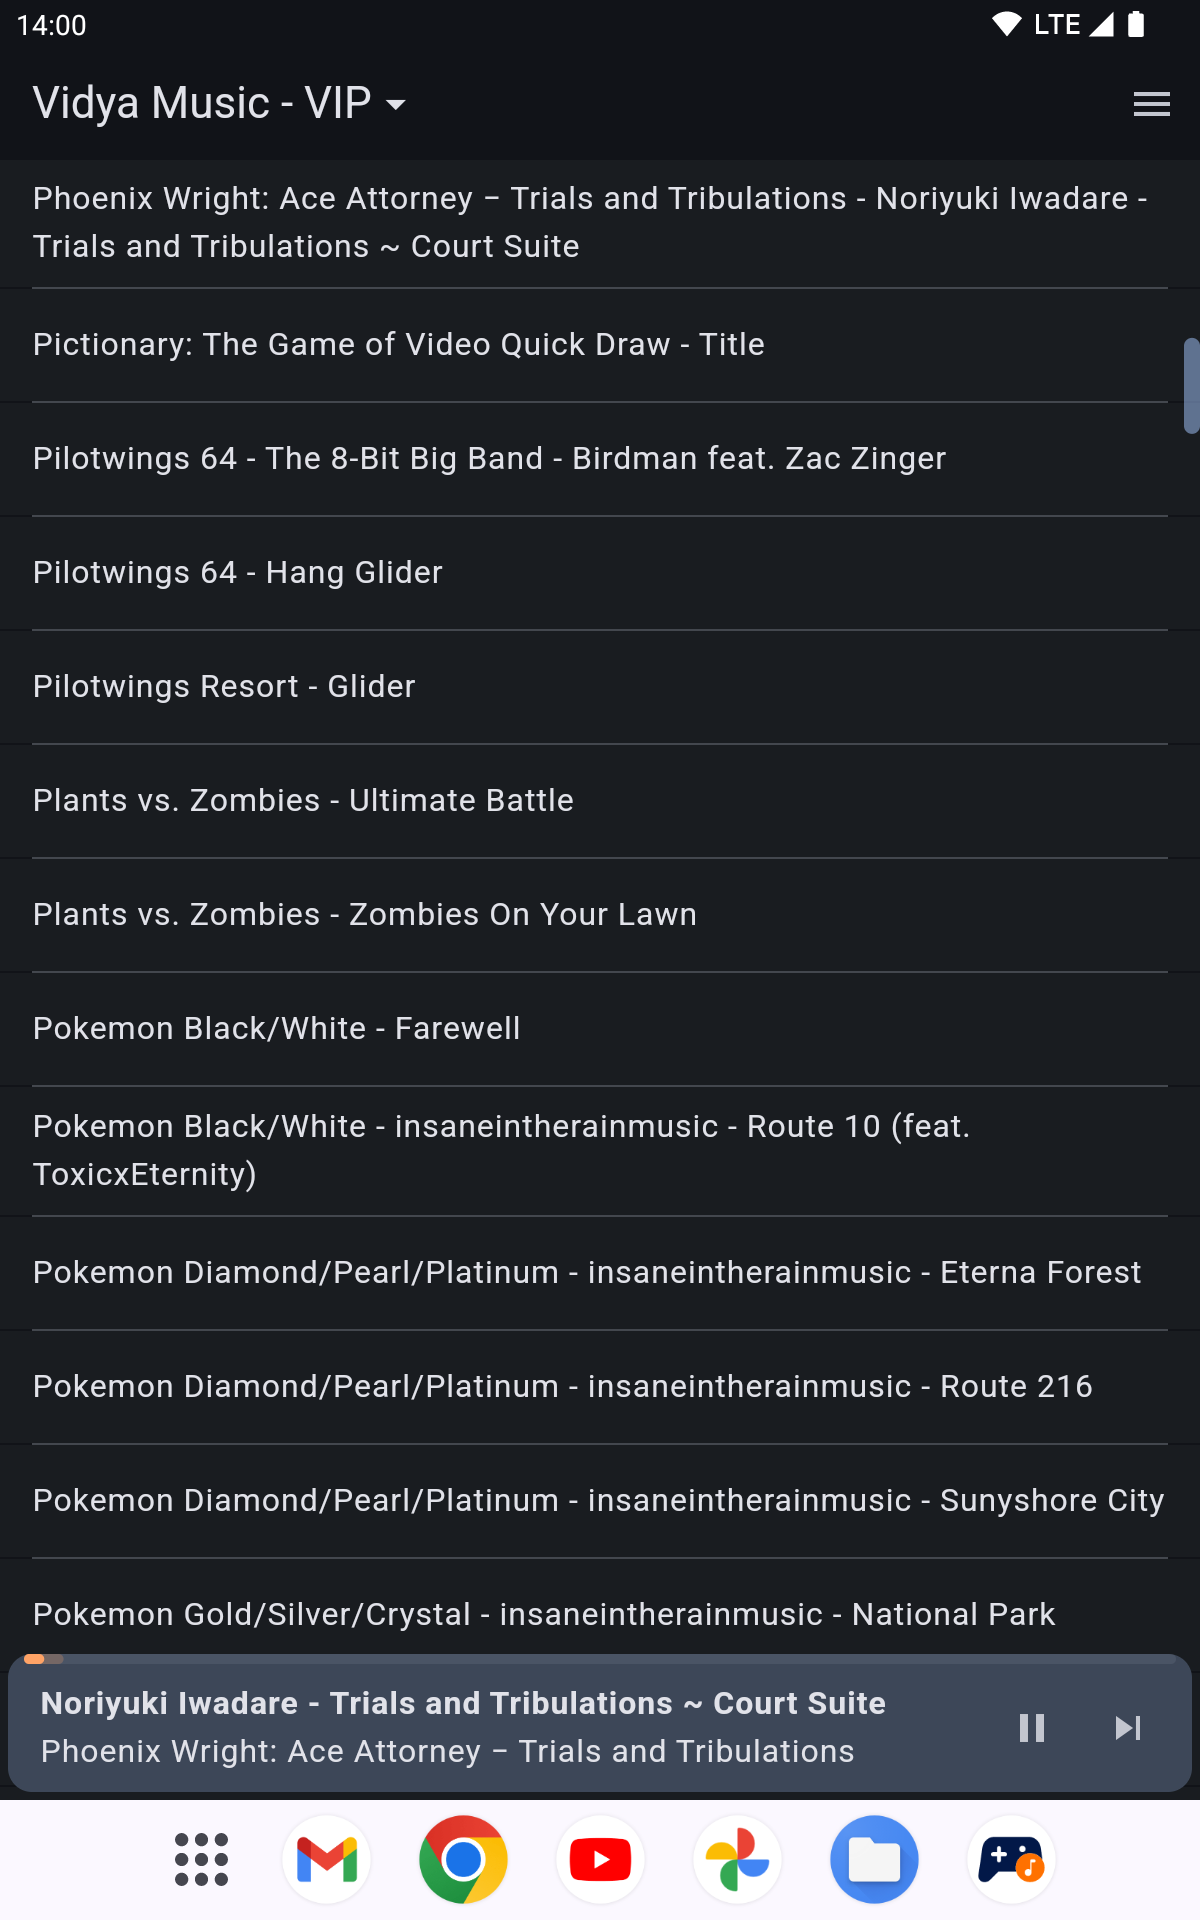 14:00
LTE
Vidya Music - VIP
Phoenix Wright: Ace Attorney – Trials and Tribulations - Noriyuki Iwadare -
Trials and Tribulations ~ Court Suite
Pictionary: The Game of Video Quick Draw - Title
Pilotwings 64 - The 8-Bit Big Band - Birdman feat. Zac Zinger
Pilotwings 64 - Hang Glider
Pilotwings Resort - Glider
Plants vs. Zombies - Ultimate Battle
Plants vs. Zombies - Zombies On Your Lawn
Pokemon Black/White - Farewell
Pokemon Black/White - insaneintherainmusic - Route 10 (feat.
ToxicxEternity)
Pokemon Diamond/Pearl/Platinum - insaneintherainmusic - Eterna Forest
Pokemon Diamond/Pearl/Platinum - insaneintherainmusic - Route 216
Pokemon Diamond/Pearl/Platinum - insaneintherainmusic - Sunyshore City
Pokemon Gold/Silver/Crystal - insaneintherainmusic - National Park
Noriyuki Iwadare - Trials and Tribulations ~ Court Suite
Phoenix Wright: Ace Attorney – Trials and Tribulations